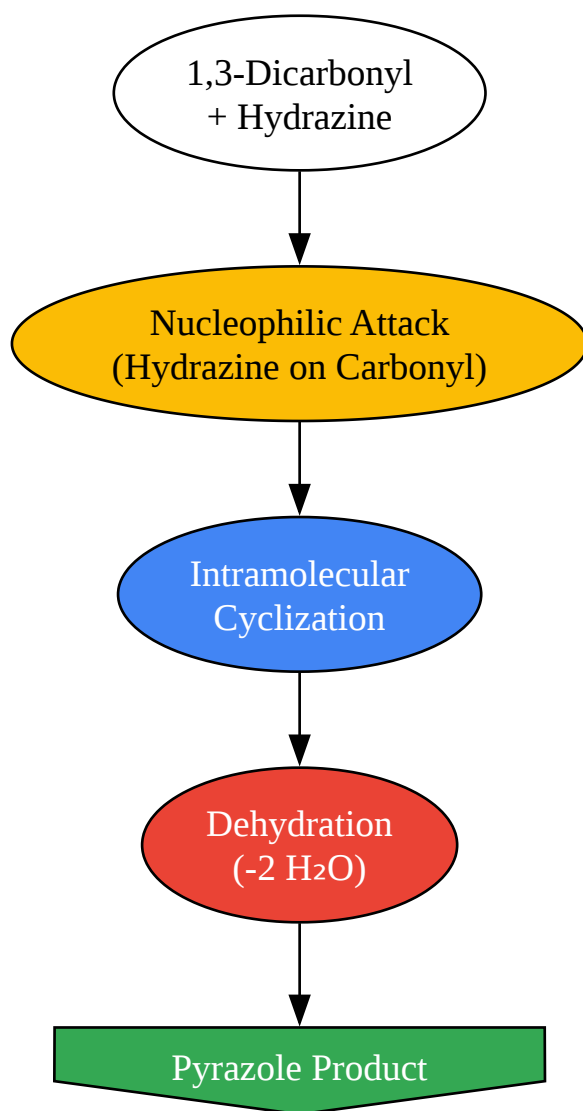 1,3-Dicarbonyl
+ Hydrazine
Nucleophilic Attack
(Hydrazine on Carbonyl)
Intramolecular
Cyclization
Dehydration
(-2 H₂O)
Pyrazole Product